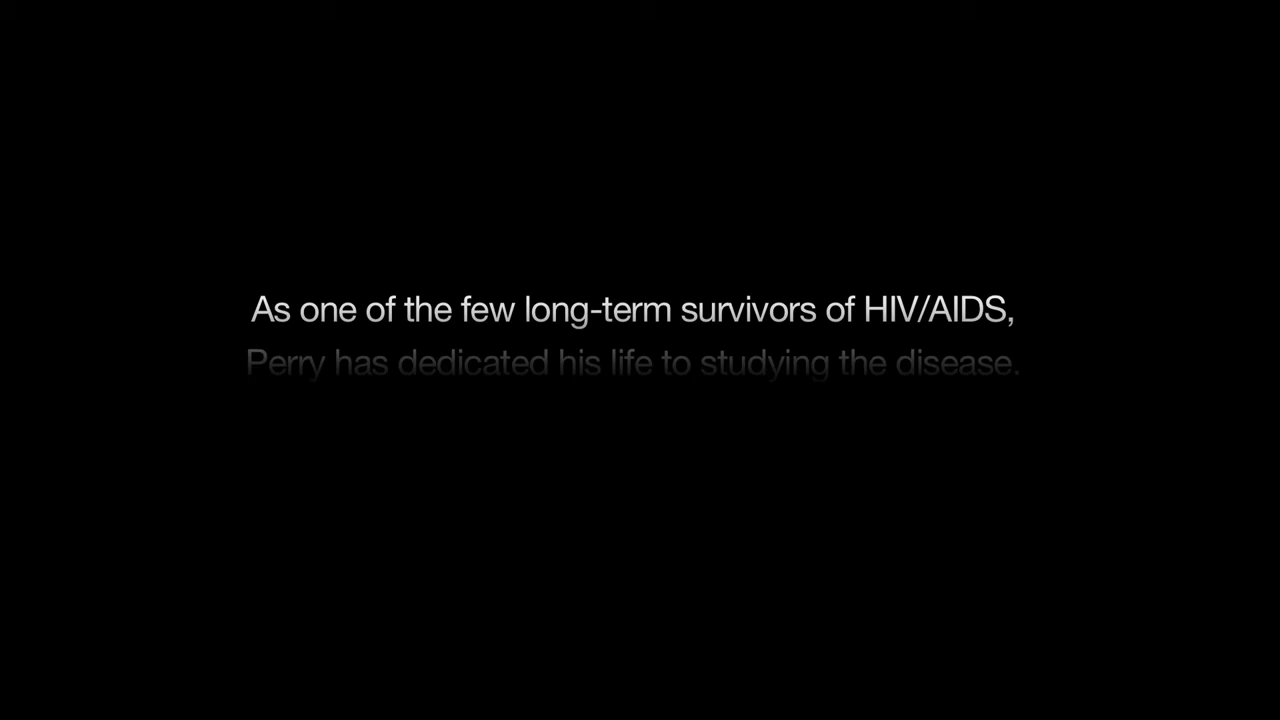 As one of the few long-term survivors of HIV/AIDS,
Perry has dedicated his life to studying the disease.